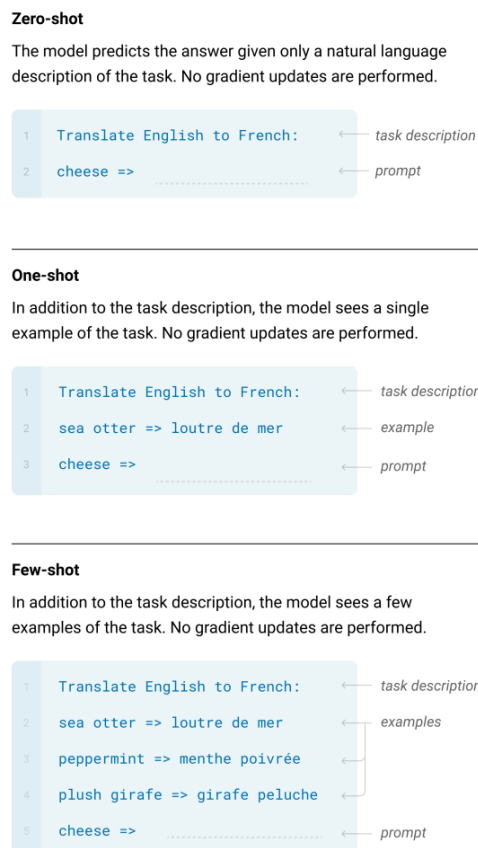 Zero-shot
The model predicts the answer given only a natural language
description of the task. No gradient updates are performed.
1 Translate English to French: task description
2 cheese => prompt
One-shot
In addition to the task description, the model sees a single
example of the task. No gradient updates are performed.
1 Translate English to French: task description
2 sea otter => loutre de mer example
3 cheese => prompt
Few-shot
In addition to the task description, the model sees a few
examples of the task. No gradient updates are performed.
1 Translate English to French: task description
2 sea otter => loutre de mer examples
3 peppermint => menthe poivrée
4 plush girafe => girafe peluche
5 cheese => prompt